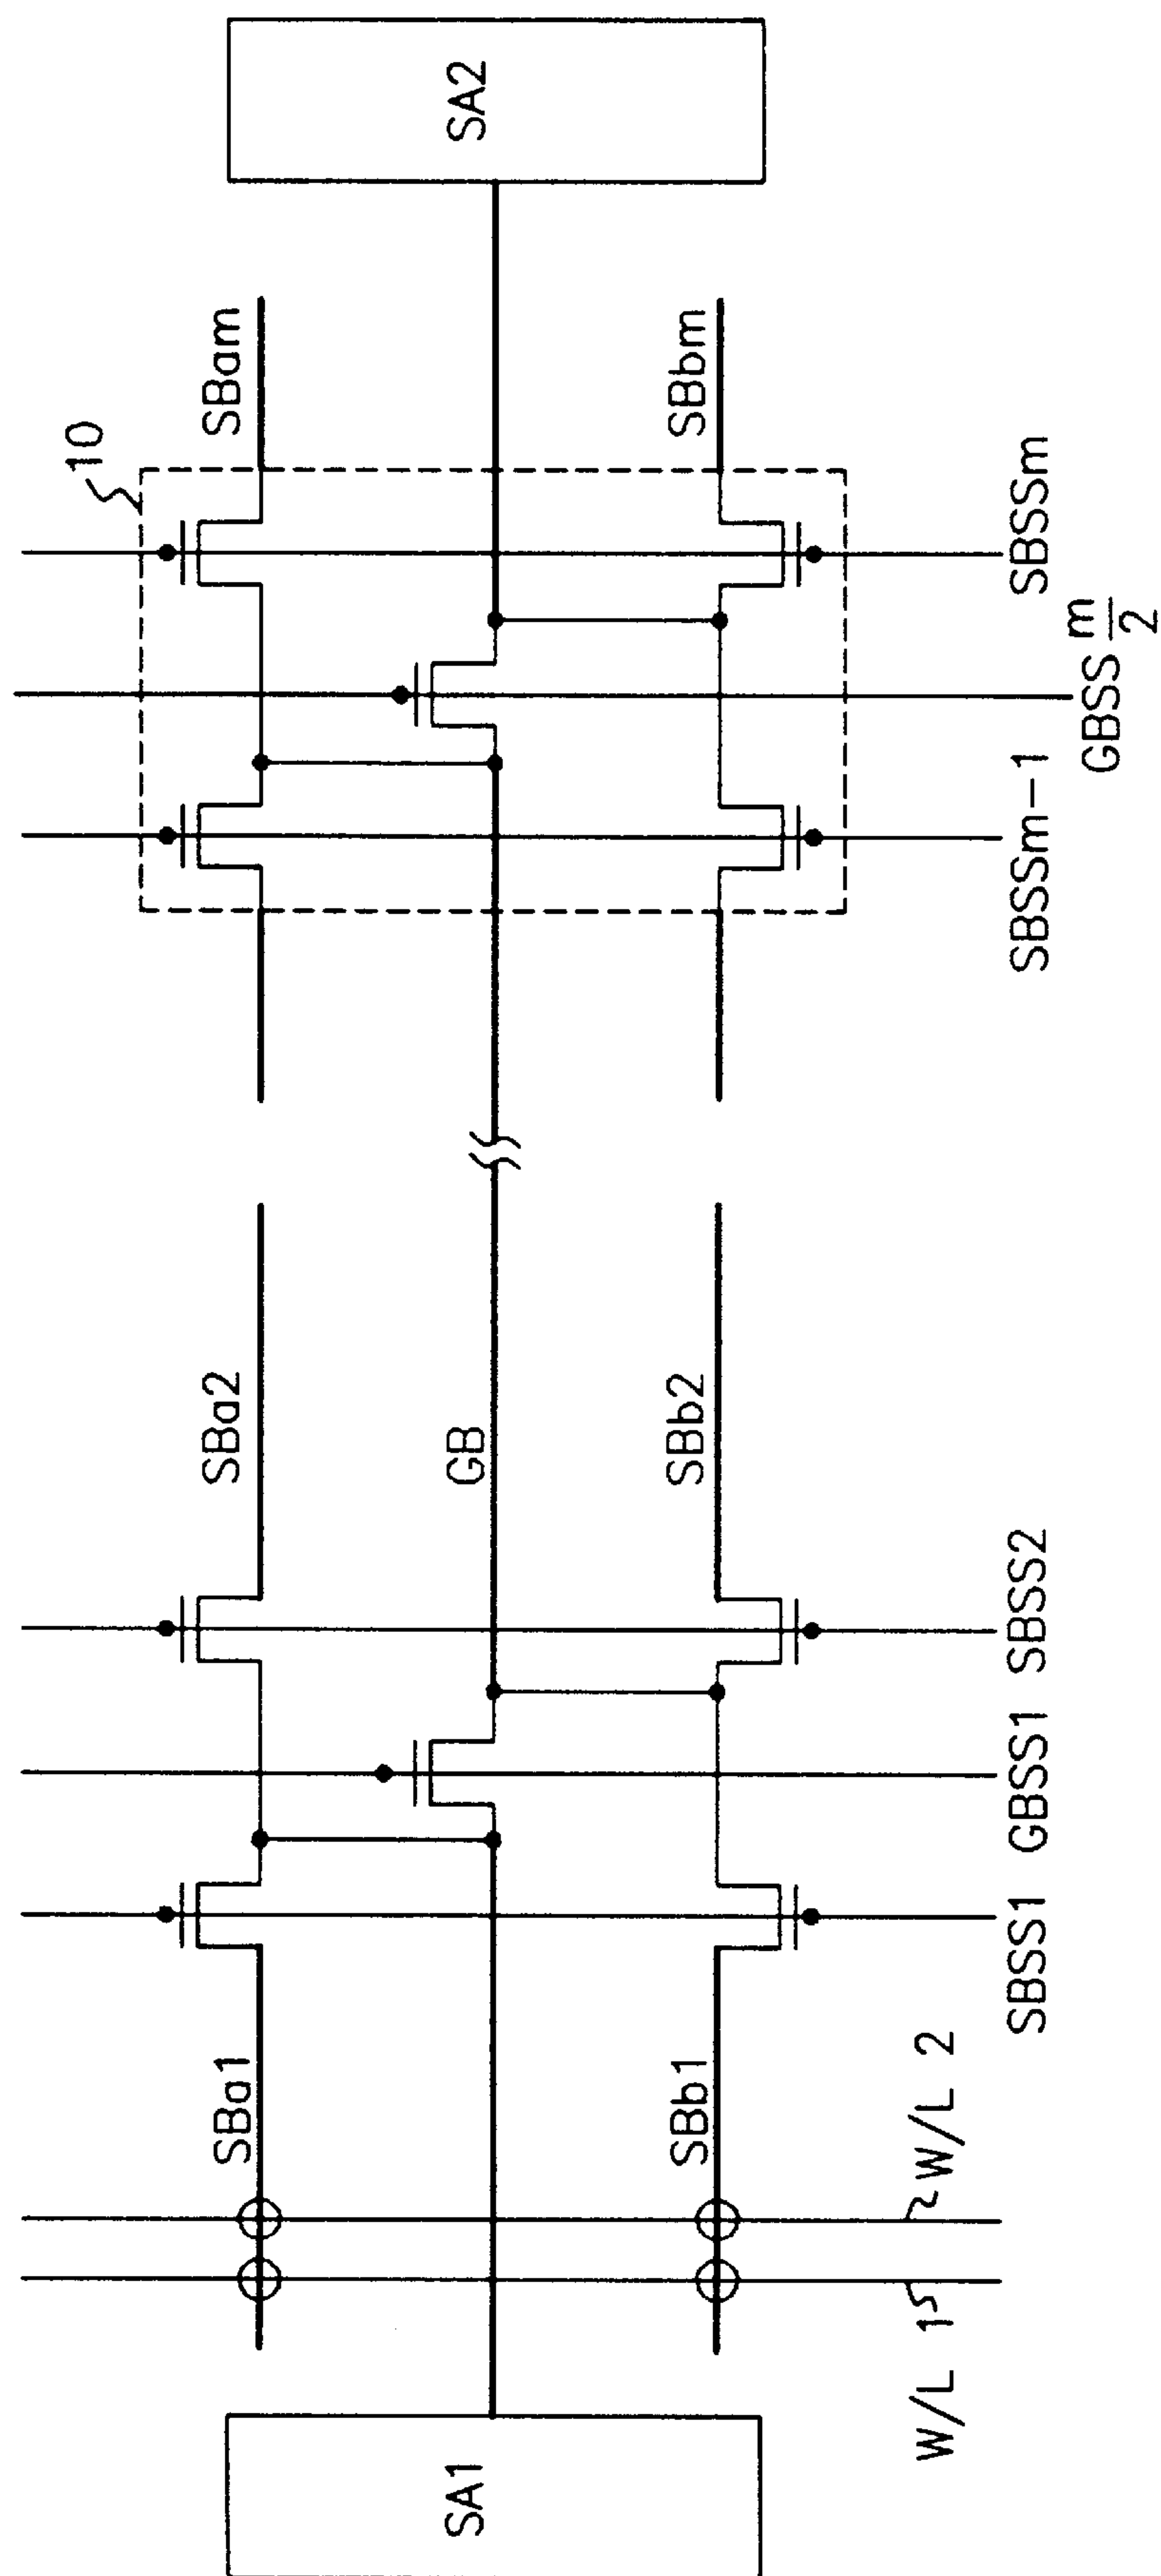 10
SBam
SBa2
SBa1
SA1
GB
SA2
SBb1
SBb2
SBbm
W/L 1
W/L 2
SBSS1
GBSS1
SBSS2
SBSSm-1
GBSS m/2
SBSSm